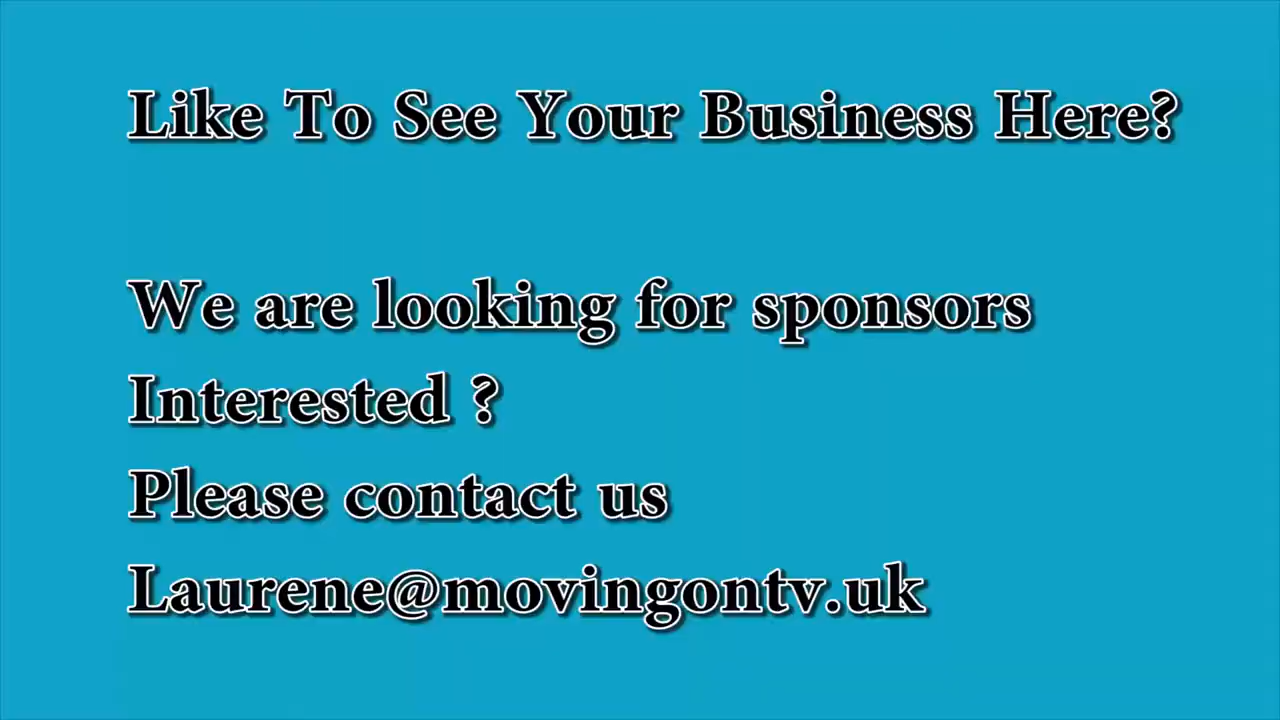 Like To See Your Business Here?
We are looking for sponsors
Interested ?
Please contact us
Laurene@movingontv.uk